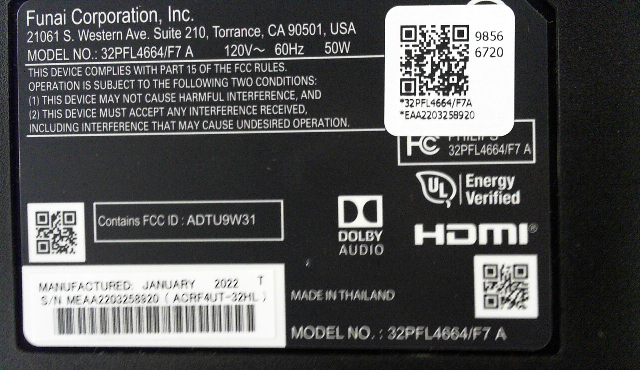 Funai Corporation, Inc.
21061 S. Western Ave. Suite 210, Torrance, CA 90501, USA
MODEL NO.: 32PFL4664/F7 A 120V~ 60Hz 50W
THIS DEVICE COMPLIES WITH PART 15 OF THE FCC RULES.
OPERATION IS SUBJECT TO THE FOLLOWING TWO CONDITIONS:
(1) THIS DEVICE MAY NOT CAUSE HARMFUL INTERFERENCE, AND
(2) THIS DEVICE MUST ACCEPT ANY INTERFERENCE RECEIVED,
INCLUDING INTERFERENCE THAT MAY CAUSE UNDESIRED OPERATION.
9856
6720
*32PFL4664/F7A
*EAA2203258920
FC PHILIPS
32PFL4664/F7 A
UL Energy
Verified
Contains FCC ID : ADTU9W31
DOLBY
AUDIO
HDMI®
MANUFACTURED: JANUARY 2022 T
S/N MEAA2203258920 ( ACRF4UT-32HL )
MADE IN THAILAND
MODEL NO. : 32PFL4664/F7 A